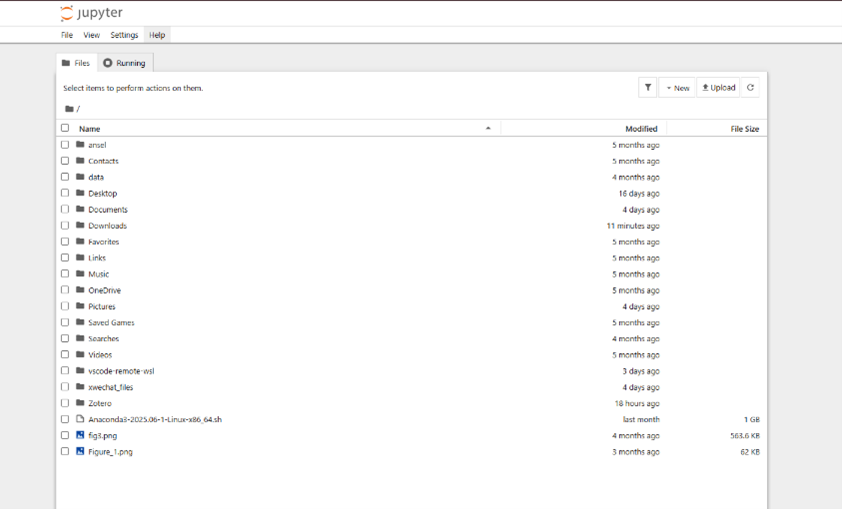 jupyter
File View Settings Help
Files Running
Select items to perform actions on them.
New Upload
/
Name Modified File Size
ansel 5 months ago
Contacts 5 months ago
data 4 months ago
Desktop 16 days ago
Documents 4 days ago
Downloads 11 minutes ago
Favorites 5 months ago
Links 5 months ago
Music 5 months ago
OneDrive 5 months ago
Pictures 4 days ago
Saved Games 5 months ago
Searches 4 months ago
Videos 5 months ago
vscode-remote-wsl 3 days ago
xwechat_files 4 days ago
Zotero 18 hours ago
Anaconda3-2025.06-1-Linux-x86_64.sh last month 1 GB
fig3.png 4 months ago 563.6 KB
Figure_1.png 3 months ago 62 KB